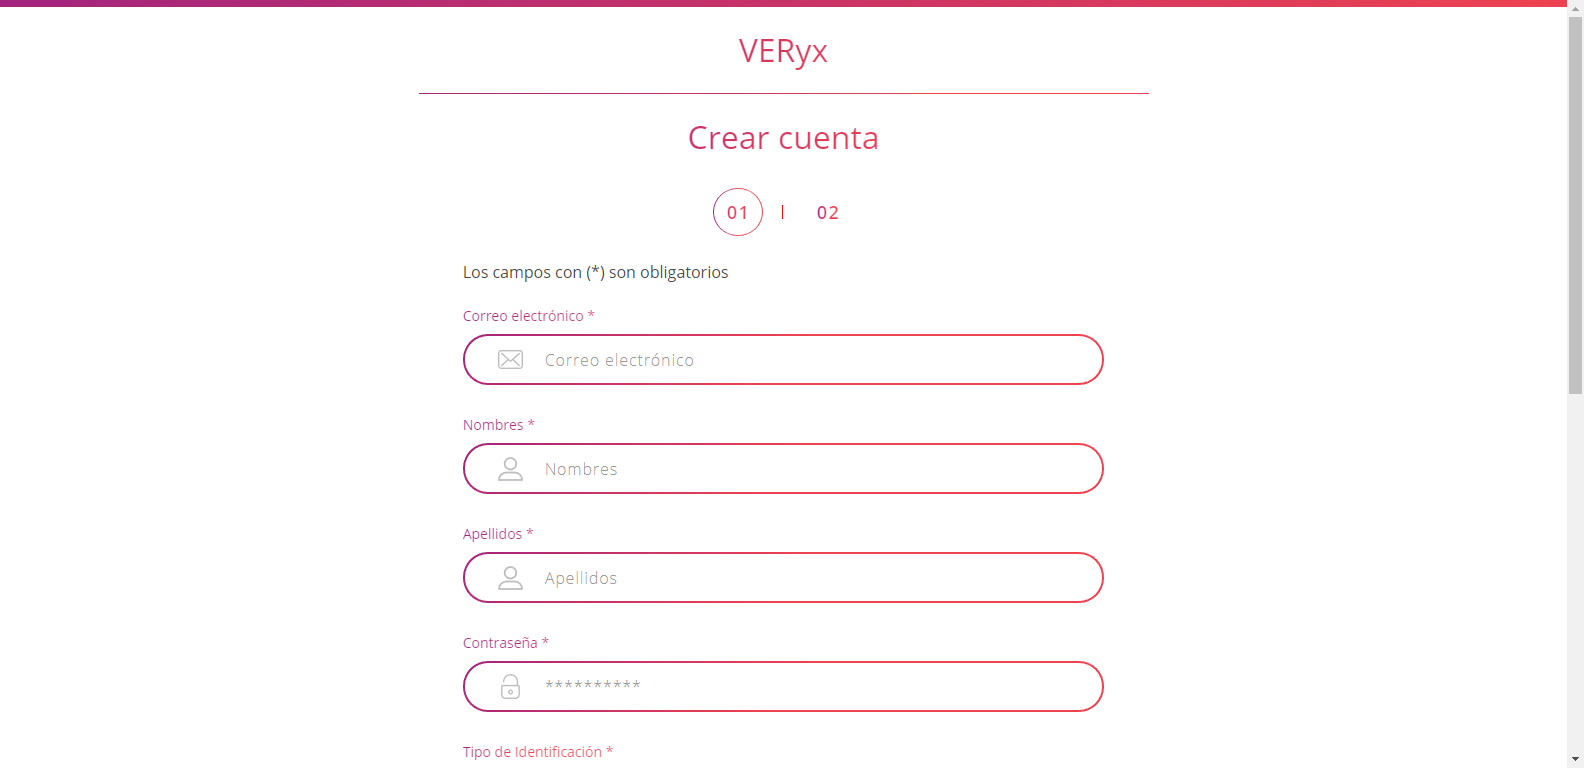 VERyx
Crear cuenta
01 | 02
Los campos con (*) son obligatorios
Correo electrónico *
Correo electrónico
Nombres *
Nombres
Apellidos *
Apellidos
Contraseña *
**********
Tipo de Identificación *